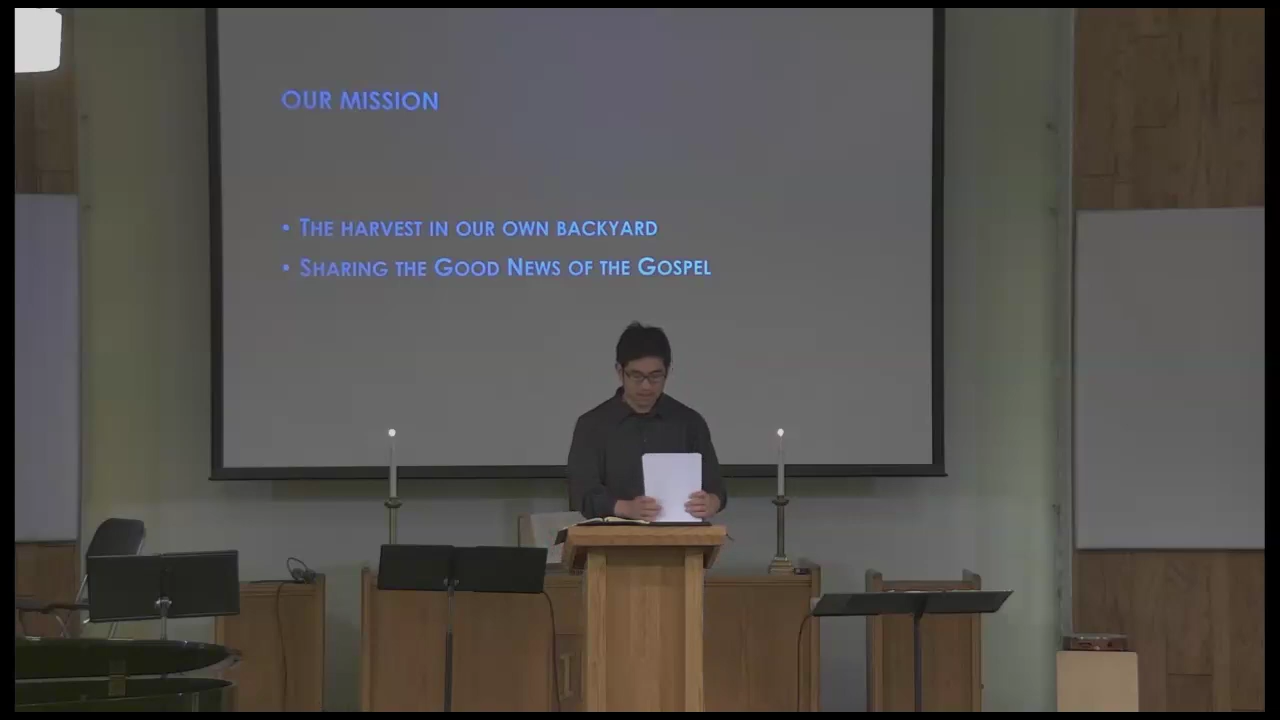 OUR MISSION
• THE HARVEST IN OUR OWN BACKYARD
• SHARING THE GOOD NEWS OF THE GOSPEL